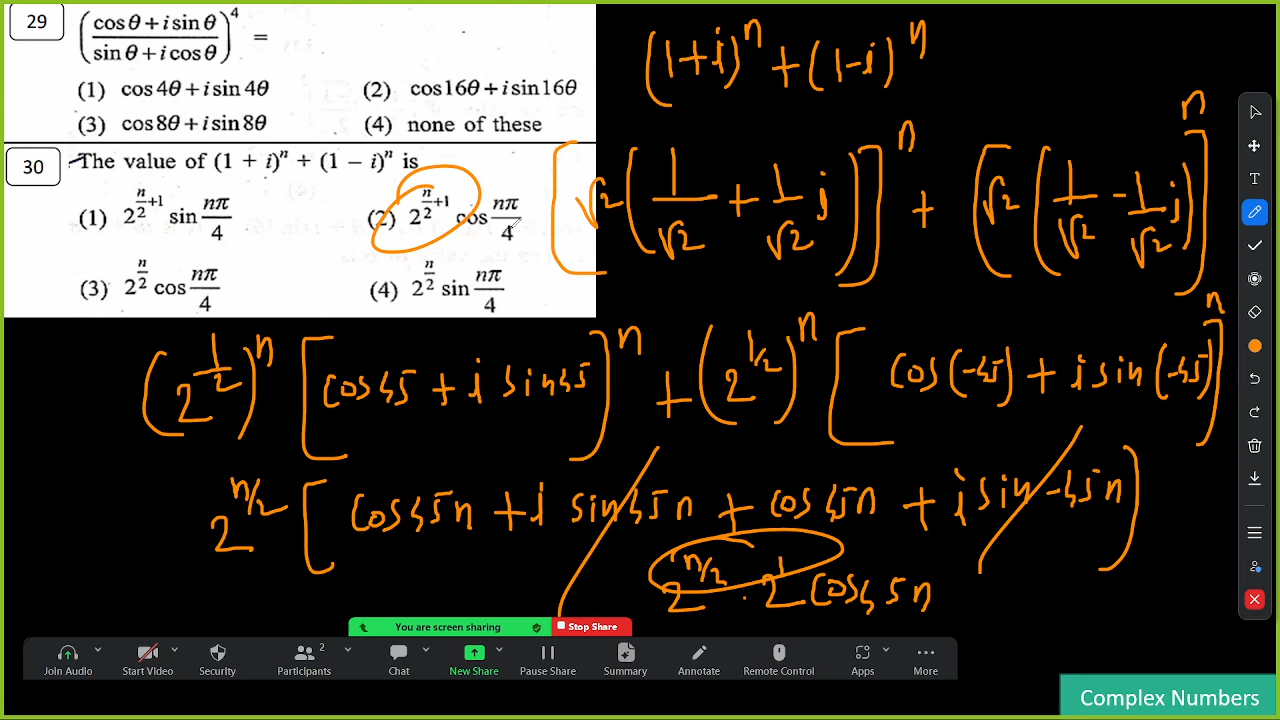 29 ((cosθ + i sinθ)/(sinθ + i cosθ))^4 =
(1) cos4θ + i sin4θ (2) cos16θ + i sin16θ
(3) cos8θ + i sin8θ (4) none of these
30 The value of (1 + i)^n + (1 − i)^n is
(1) 2^(n/2+1) sin nπ/4 (2) 2^(n/2+1) cos nπ/4
(3) 2^(n/2) cos nπ/4 (4) 2^(n/2) sin nπ/4
(1+i)^n + (1-i)^n
[√2 (1/√2 + 1/√2 i)]^n + [√2 (1/√2 - 1/√2 i)]^n
(2^(1/2))^n [cos45 + i sin45]^n + (2^(1/2))^n [cos(-45) + i sin(-45)]^n
2^(n/2) [cos45n + i sin45n + cos45n + i sin-45n]
2^(n/2) . 2^1 cos45n
You are screen sharing Stop Share
Join Audio Start Video Security Participants 2 Chat New Share Pause Share Summary Annotate Remote Control Apps More
Complex Numbers